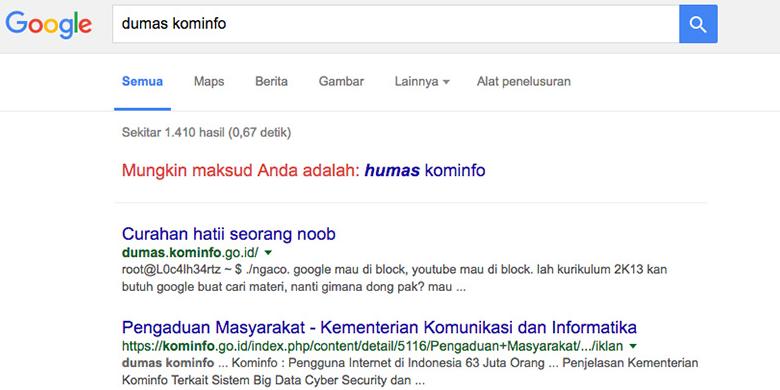 Google dumas kominfo
Semua Maps Berita Gambar Lainnya Alat penelusuran
Sekitar 1.410 hasil (0,67 detik)
Mungkin maksud Anda adalah: humas kominfo
Curahan hatii seorang noob
dumas.kominfo.go.id/
root@L0c4lh34rtz ~ $ ./ngaco. google mau di block, youtube mau di block. lah kurikulum 2K13 kan
butuh google buat cari materi, nanti gimana dong pak? mau ...
Pengaduan Masyarakat - Kementerian Komunikasi dan Informatika
https://kominfo.go.id/index.php/content/detail/5116/Pengaduan+Masyarakat/.../iklan
dumas kominfo ... Kominfo : Pengguna Internet di Indonesia 63 Juta Orang ... Penjelasan Kementerian
Kominfo Terkait Sistem Big Data Cyber Security dan ...